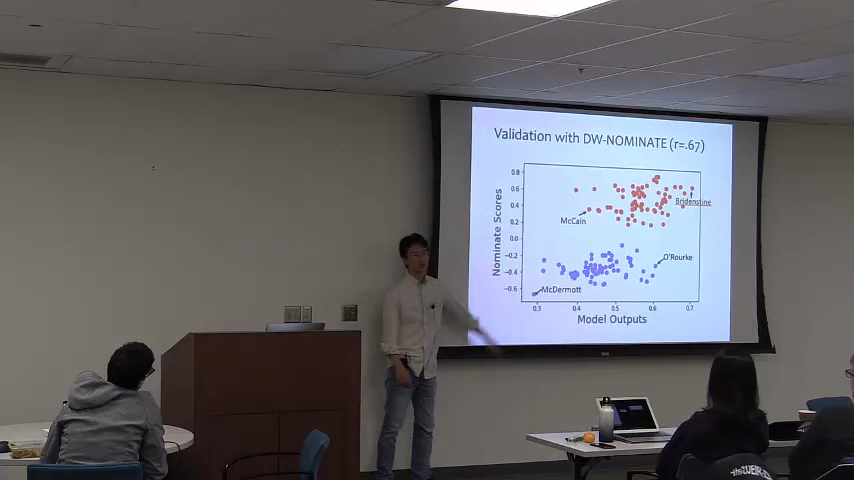 Validation with DW-NOMINATE (r=.67)
Nominate Scores
0.8
0.6
0.4
0.2
0.0
-0.2
-0.4
-0.6
McCain
Bridenstine
O'Rourke
McDermott
0.3 0.4 0.5 0.6 0.7
Model Outputs